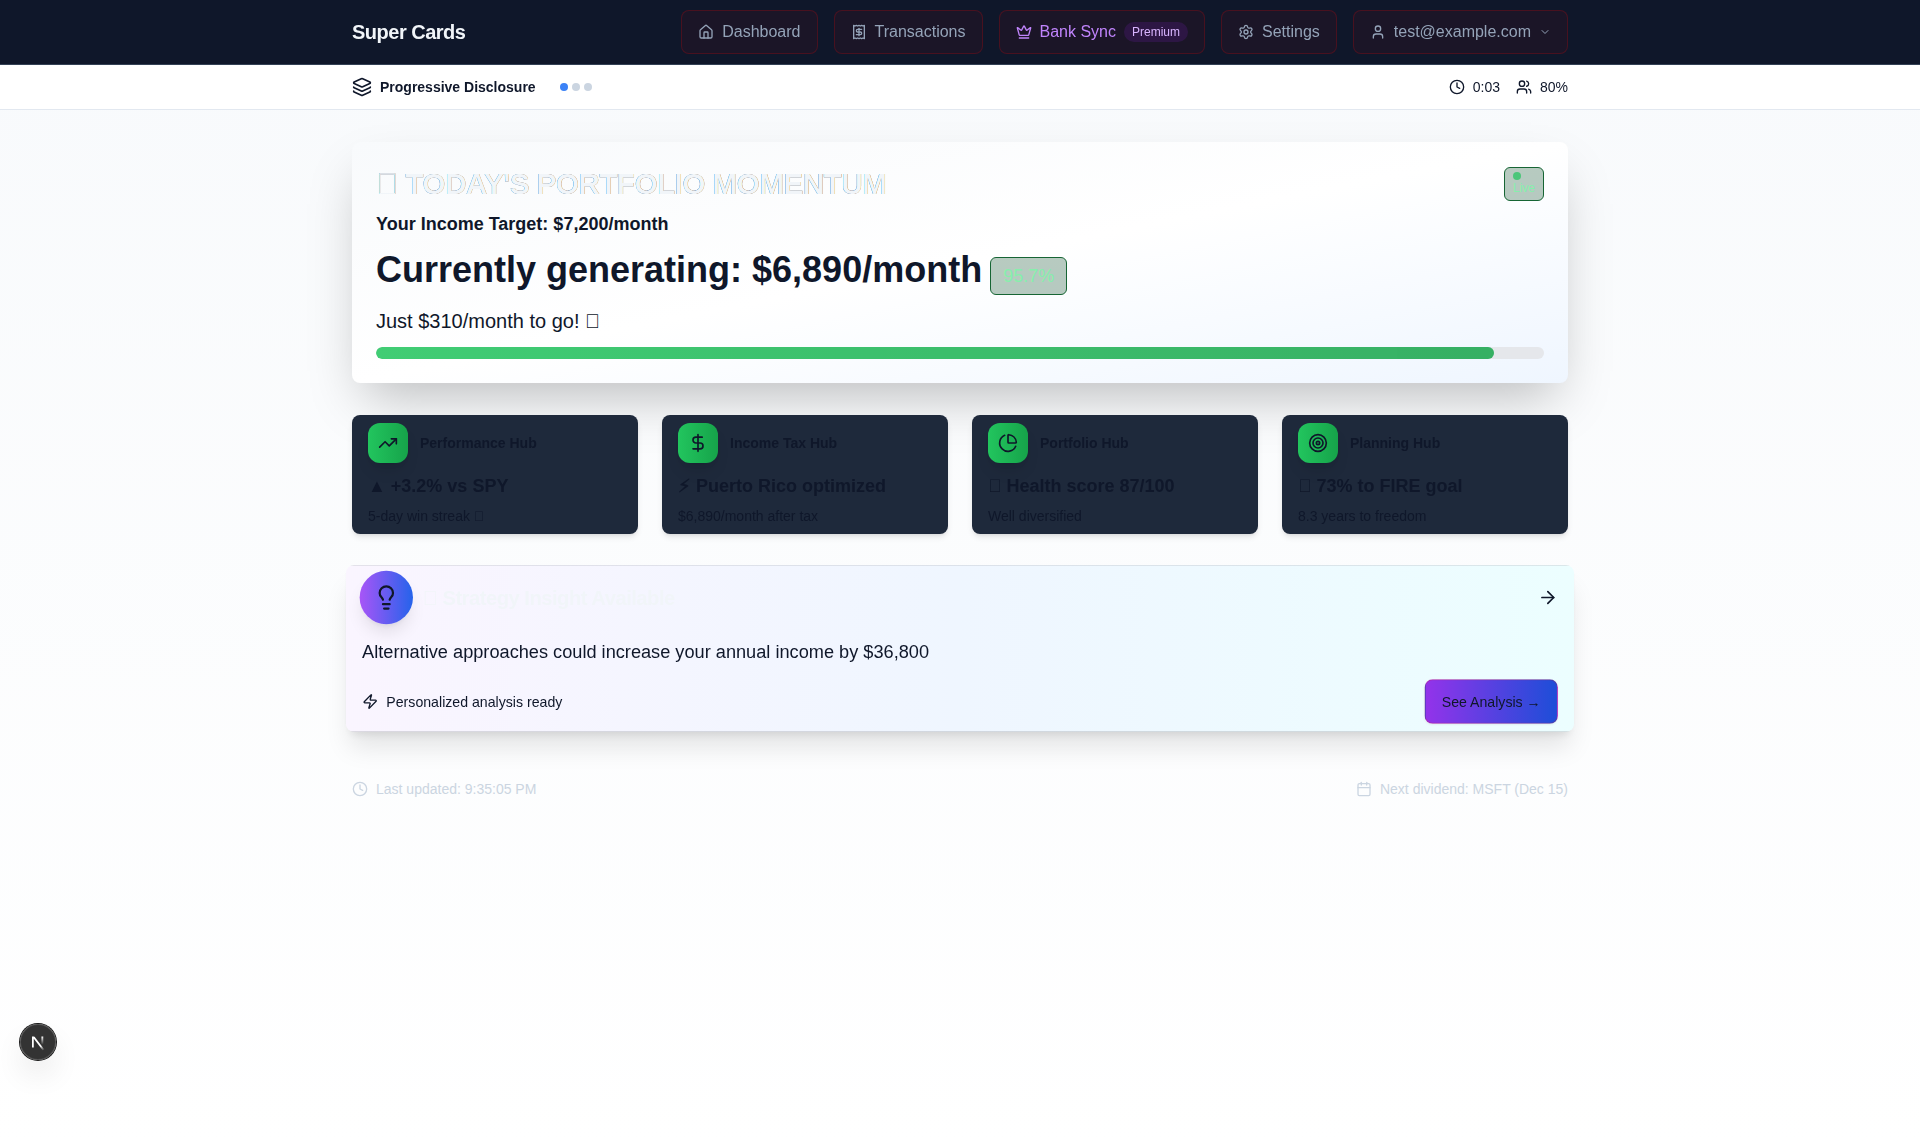 Super Cards
Dashboard
Transactions
Bank Sync Premium
Settings
test@example.com
Progressive Disclosure
0:03
80%
TODAY'S PORTFOLIO MOMENTUM
Live
Your Income Target: $7,200/month
Currently generating: $6,890/month 95.7%
Just $310/month to go!
Performance Hub
▲ +3.2% vs SPY
5-day win streak
Income Tax Hub
⚡ Puerto Rico optimized
$6,890/month after tax
Portfolio Hub
Health score 87/100
Well diversified
Planning Hub
73% to FIRE goal
8.3 years to freedom
Strategy Insight Available
Alternative approaches could increase your annual income by $36,800
Personalized analysis ready
See Analysis →
Last updated: 9:35:05 PM
Next dividend: MSFT (Dec 15)
N